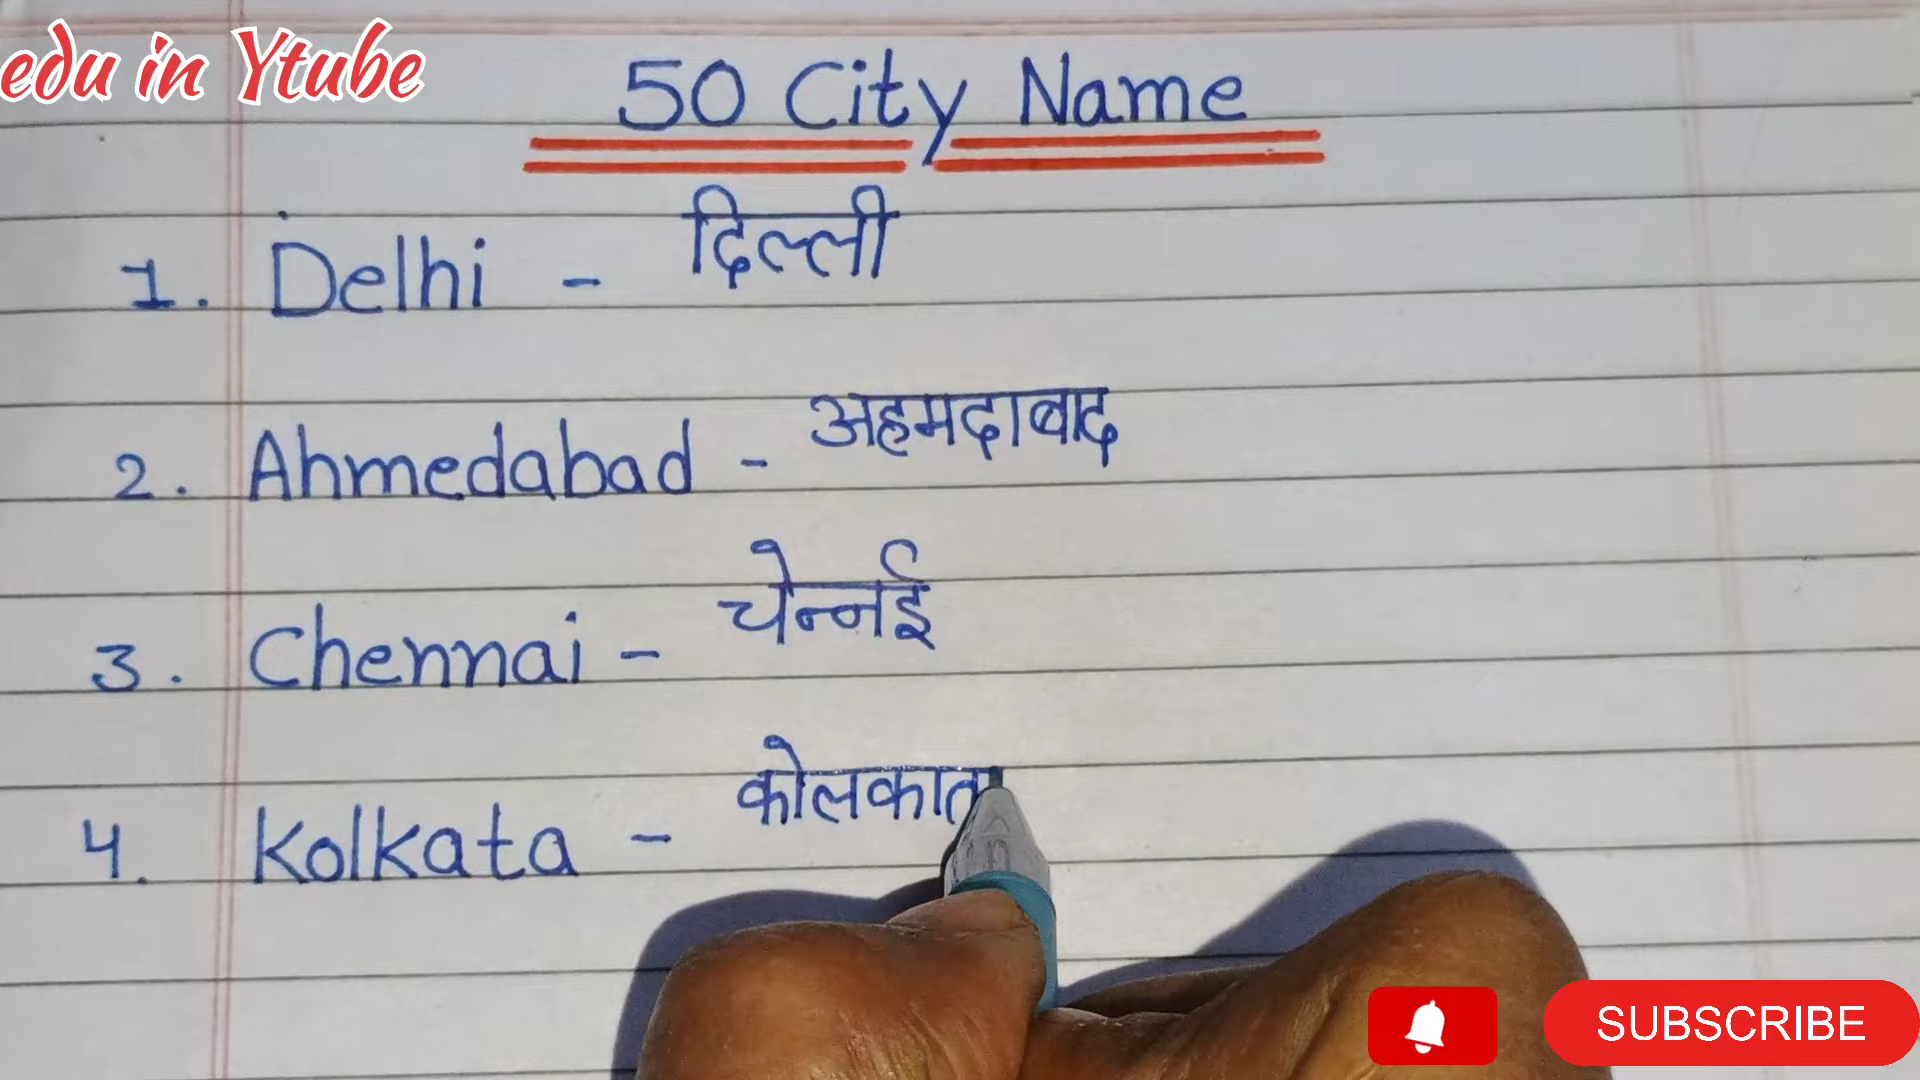 edu in Ytube
50 City Name
1. Delhi - दिल्ली
2. Ahmedabad - अहमदाबाद
3. Chennai - चेन्नई
4. Kolkata - कोलकाता
SUBSCRIBE